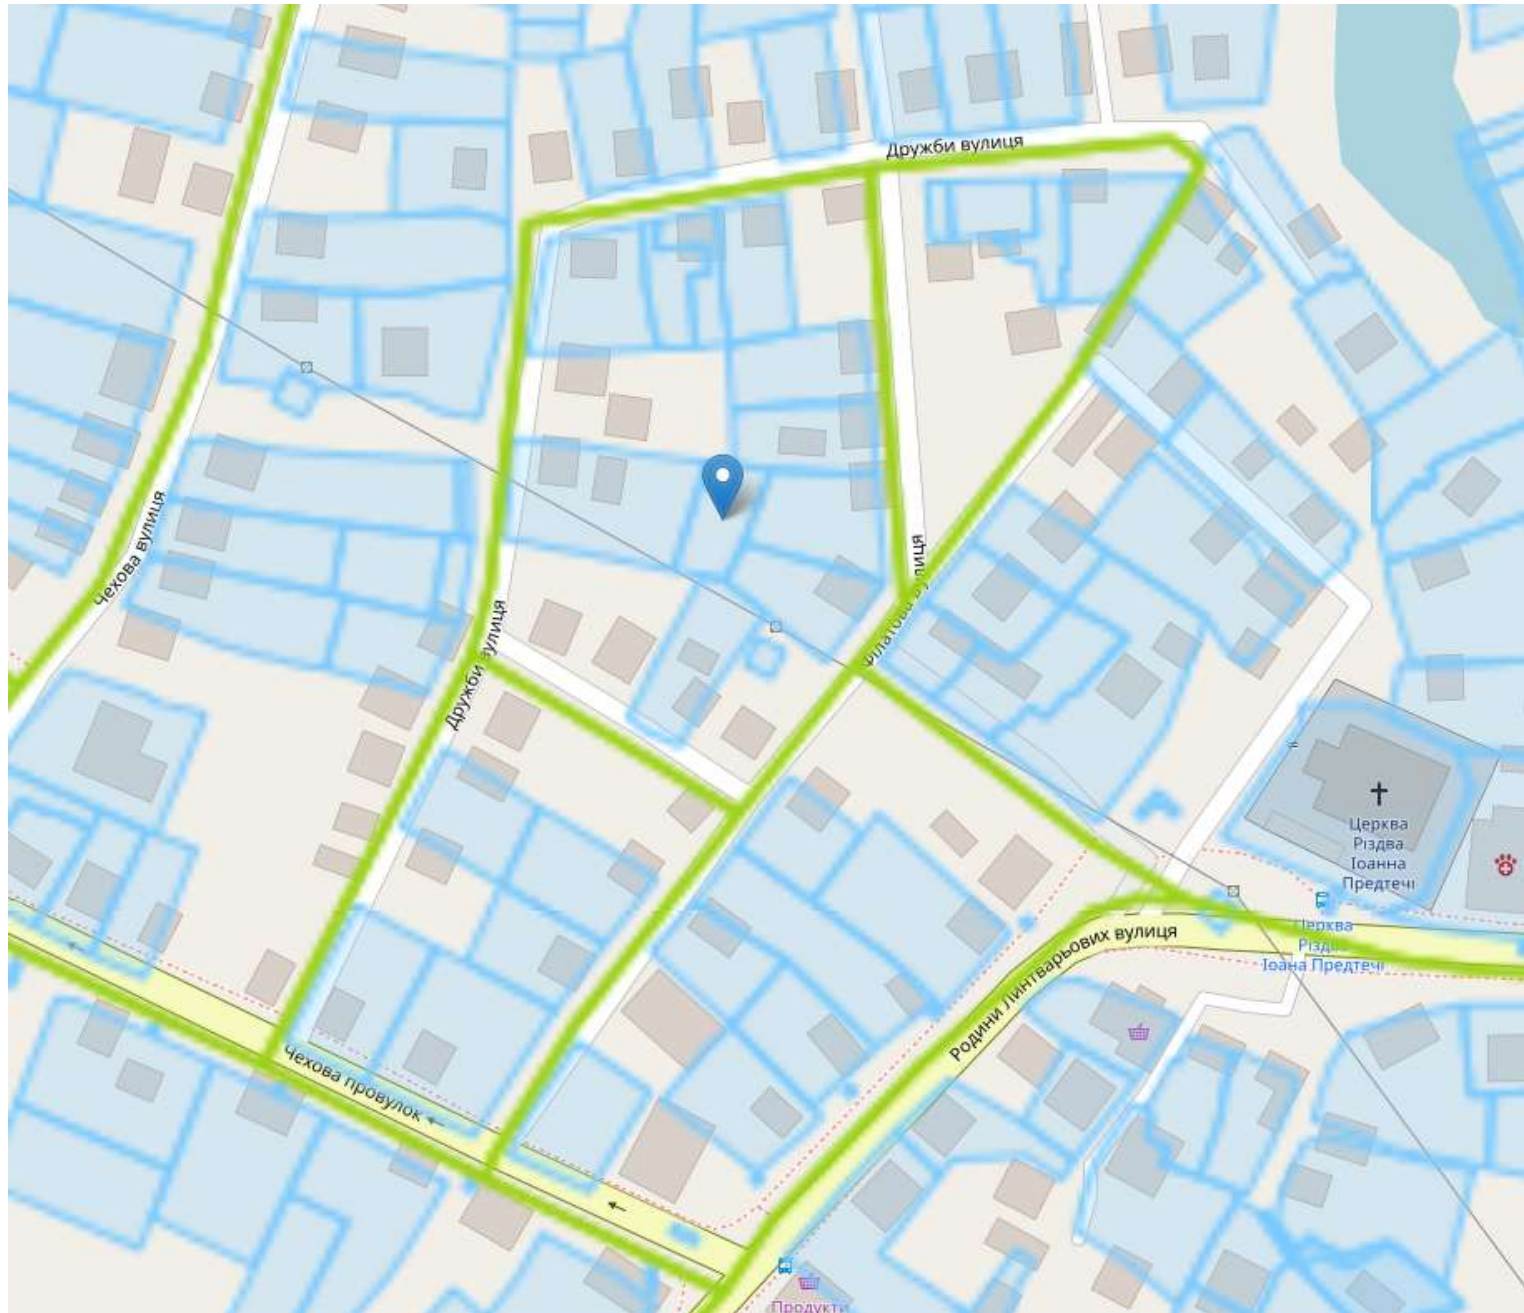 Дружби вулиця
Чехова вулиця
Філатова вулиця
Дружби вулиця
Церква
Різдва
Іоанна
Предтечі
Церква
Різдва
Іоана Предтечі
Родини Линтварьових вулиця
Чехова провулок
Продукти